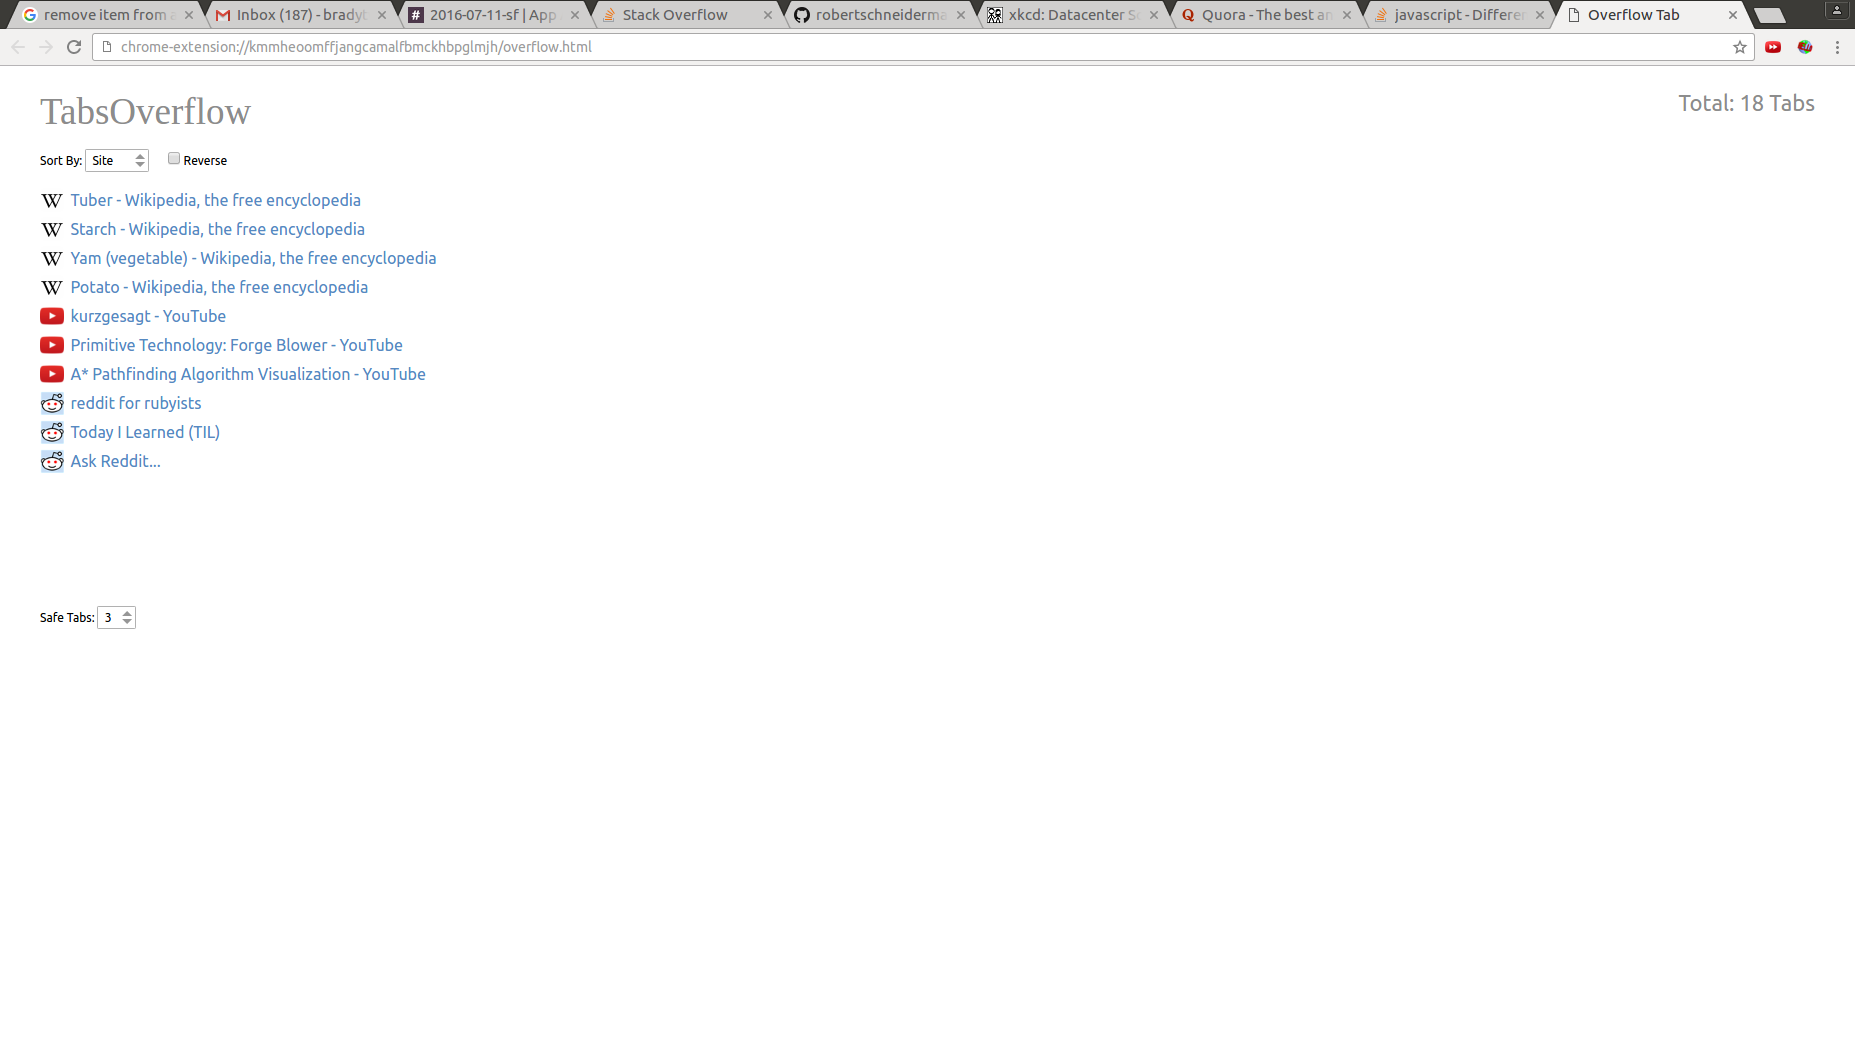 remove item from a
Inbox (187) - bradyt
2016-07-11-sf | App
Stack Overflow
robertschneiderma
xkcd: Datacenter Sc
Quora - The best an
javascript - Differen
Overflow Tab
chrome-extension://kmmheoomffjangcamalfbmckhbpglmjh/overflow.html
TabsOverflow
Total: 18 Tabs
Sort By: Site Reverse
Tuber - Wikipedia, the free encyclopedia
Starch - Wikipedia, the free encyclopedia
Yam (vegetable) - Wikipedia, the free encyclopedia
Potato - Wikipedia, the free encyclopedia
kurzgesagt - YouTube
Primitive Technology: Forge Blower - YouTube
A* Pathfinding Algorithm Visualization - YouTube
reddit for rubyists
Today I Learned (TIL)
Ask Reddit...
Safe Tabs: 3